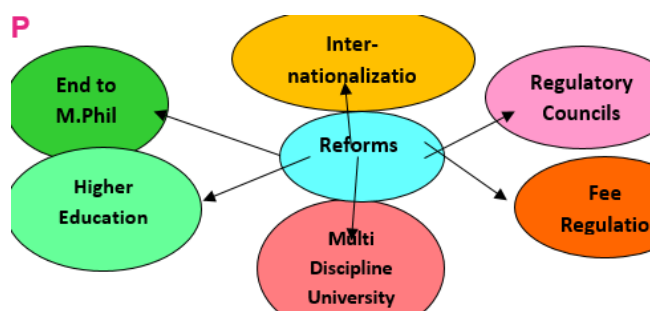 P
Inter-
nationalizatio
End to
M.Phil
Regulatory
Councils
Reforms
Higher
Education
Fee
Regulatio
Multi
Discipline
University